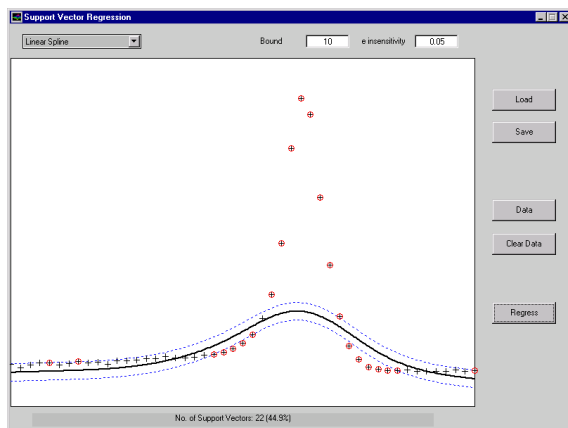 Support Vector Regression
Linear Spline
Bound
10
e insensitivity
0.05
Load
Save
Data
Clear Data
Regress
No. of Support Vectors: 22 (44.9%)